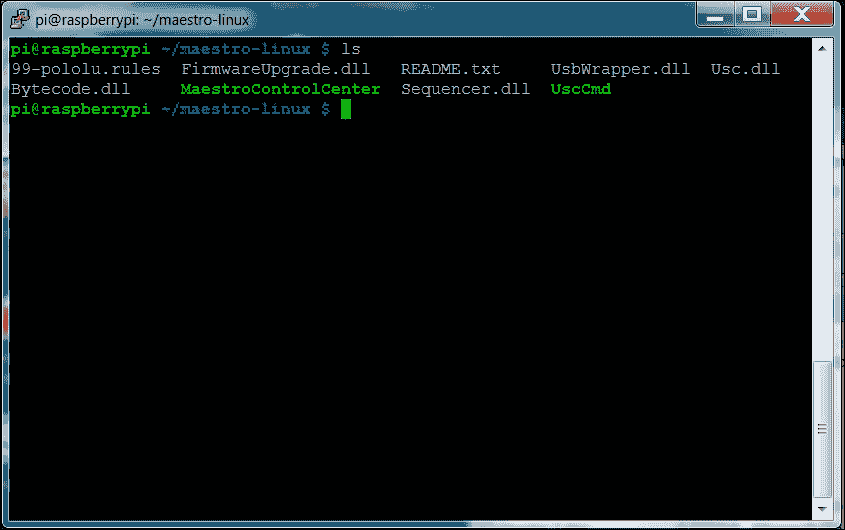 pi@raspberrypi: ~/maestro-linux
pi@raspberrypi ~/maestro-linux $ ls
99-pololu.rules  FirmwareUpgrade.dll   README.txt     UsbWrapper.dll  Usc.dll
Bytecode.dll     MaestroControlCenter  Sequencer.dll  UscCmd
pi@raspberrypi ~/maestro-linux $